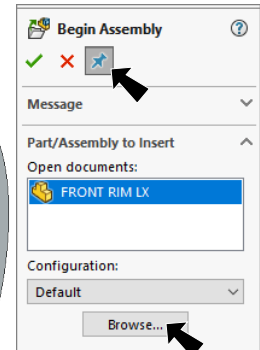 Begin Assembly
Message
Part/Assembly to Insert
Open documents:
FRONT RIM LX
Configuration:
Default
Browse...